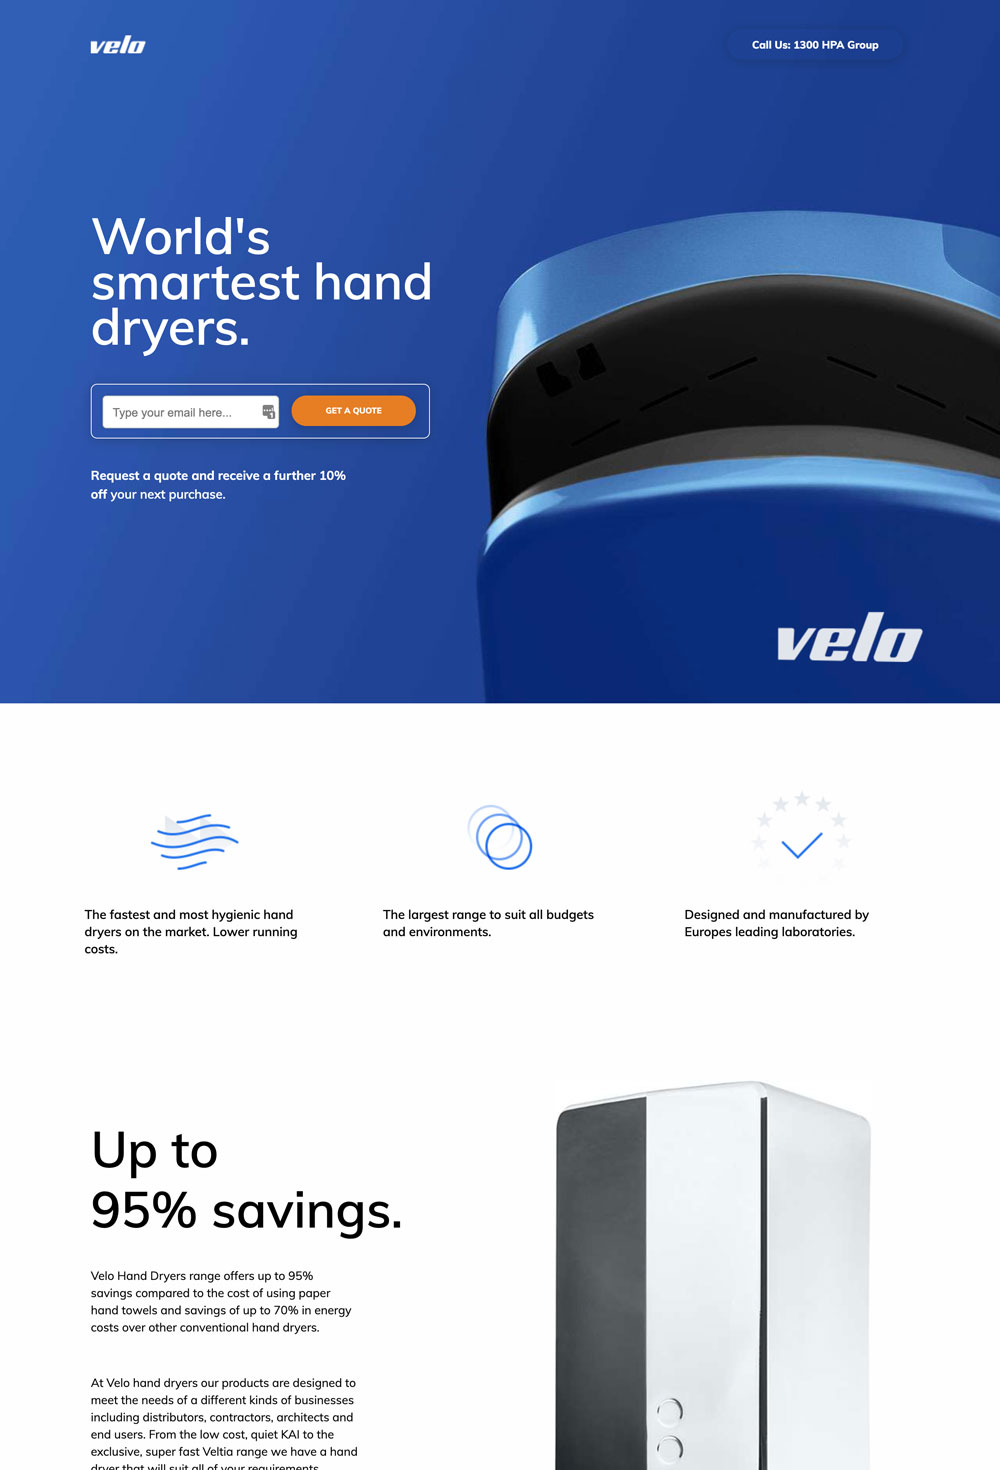 velo
Call Us: 1300 HPA Group
World's
smartest hand
dryers.
Type your email here...
GET A QUOTE
Request a quote and receive a further 10%
off your next purchase.
velo
The fastest and most hygienic hand
dryers on the market. Lower running
costs.
The largest range to suit all budgets
and environments.
Designed and manufactured by
Europes leading laboratories.
Up to
95% savings.
Velo Hand Dryers range offers up to 95%
savings compared to the cost of using paper
hand towels and savings of up to 70% in energy
costs over other conventional hand dryers.
At Velo hand dryers our products are designed to
meet the needs of a different kinds of businesses
including distributors, contractors, architects and
end users. From the low cost, quiet KAI to the
exclusive, super fast Veltia range we have a hand
dryer that will suit all of your requirements